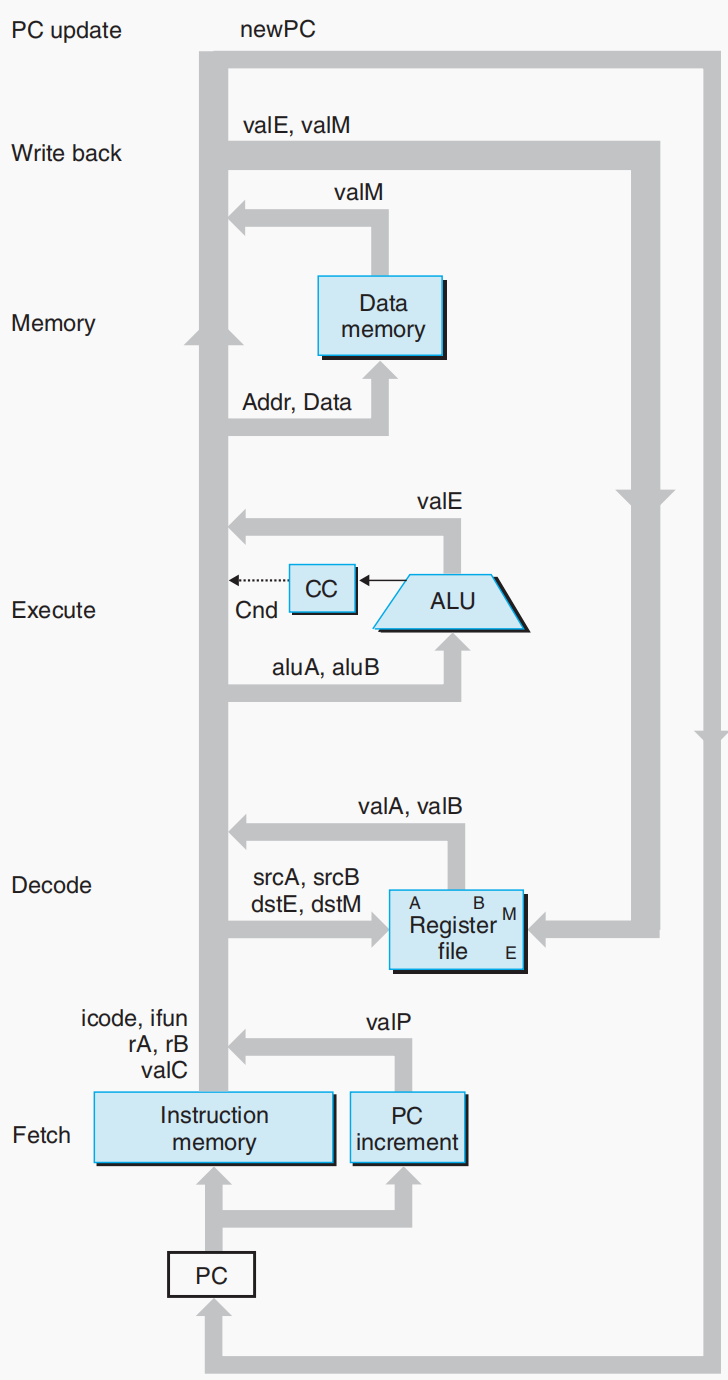 PC update
newPC
valE, valM
Write back
valM
Data
memory
Memory
Addr, Data
valE
CC
ALU
Cnd
Execute
aluA, aluB
valA, valB
srcA, srcB
dstE, dstM
Decode
A B
M
Register
file
E
icode, ifun
rA, rB
valC
valP
Fetch
Instruction
memory
PC
increment
PC